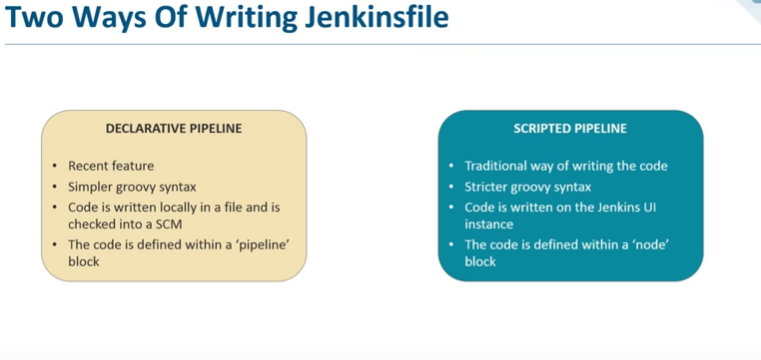 Two Ways Of Writing Jenkinsfile
DECLARATIVE PIPELINE
• Recent feature
• Simpler groovy syntax
• Code is written locally in a file and is
checked into a SCM
• The code is defined within a ‘pipeline’
block
SCRIPTED PIPELINE
• Traditional way of writing the code
• Stricter groovy syntax
• Code is written on the Jenkins UI
instance
• The code is defined within a ‘node’
block